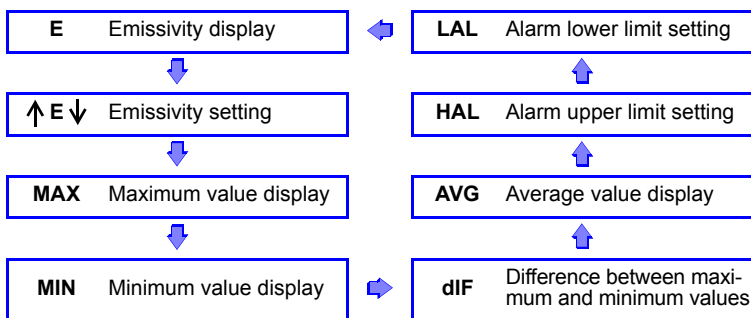 E Emissivity display
↑ E ↓ Emissivity setting
MAX Maximum value display
MIN Minimum value display
dIF Difference between maxi-
mum and minimum values
AVG Average value display
HAL Alarm upper limit setting
LAL Alarm lower limit setting